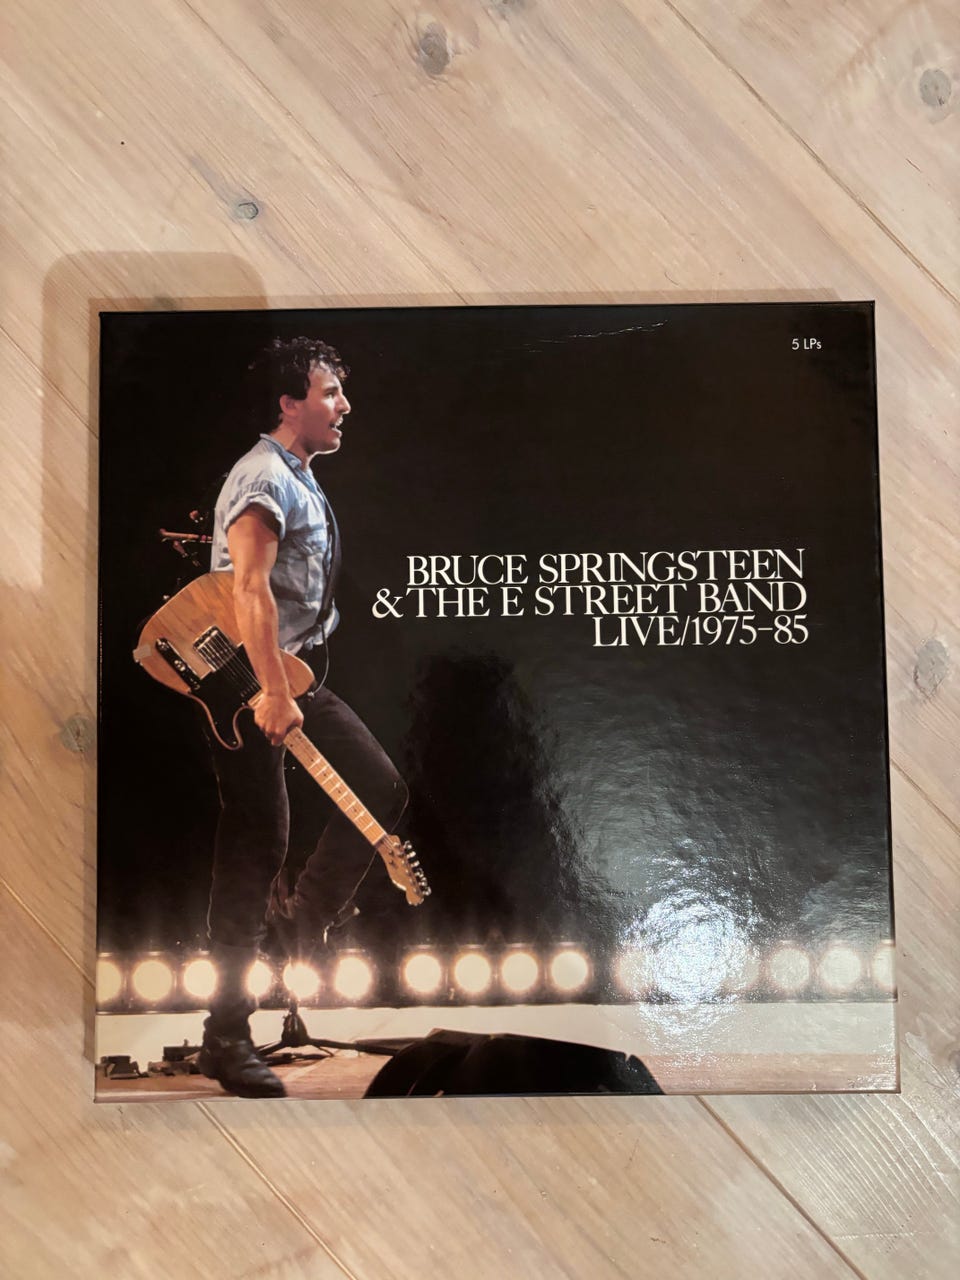 5 LPs
BRUCE SPRINGSTEEN
& THE E STREET BAND
LIVE/1975–85